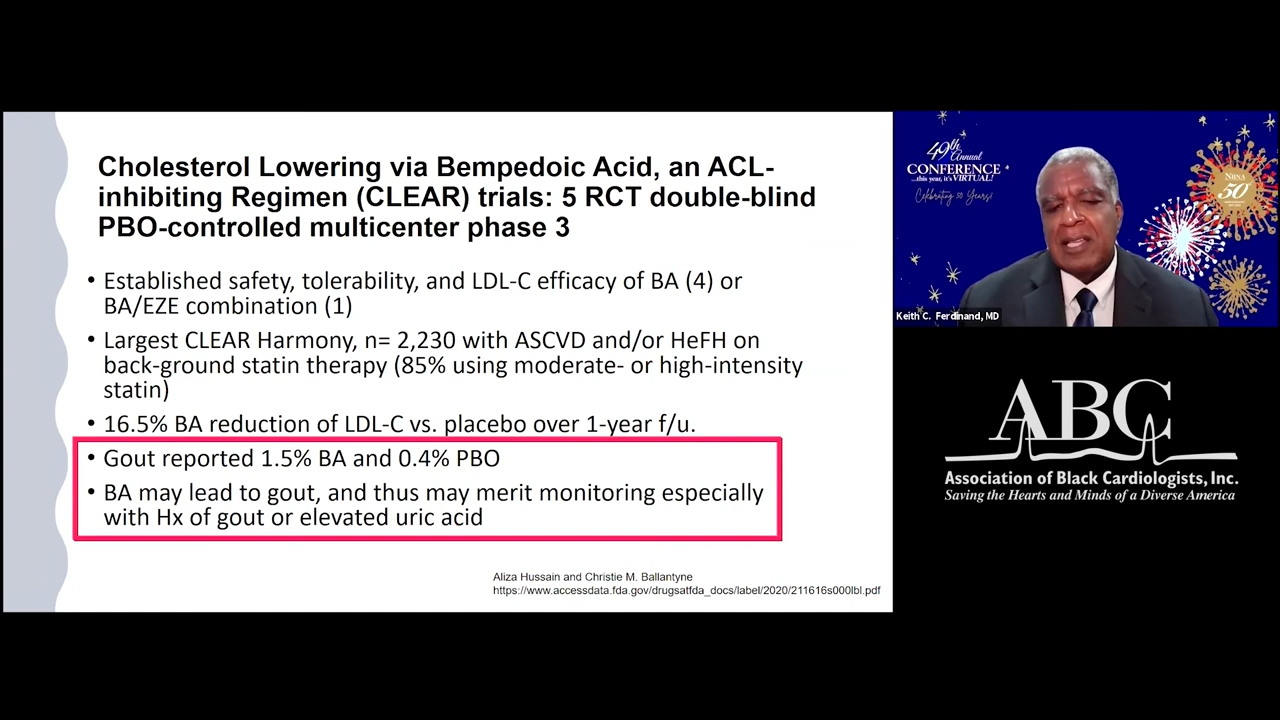 Cholesterol Lowering via Bempedoic Acid, an ACL-
inhibiting Regimen (CLEAR) trials: 5 RCT double-blind
PBO-controlled multicenter phase 3
• Established safety, tolerability, and LDL-C efficacy of BA (4) or
BA/EZE combination (1)
• Largest CLEAR Harmony, n= 2,230 with ASCVD and/or HeFH on
back-ground statin therapy (85% using moderate- or high-intensity
statin)
• 16.5% BA reduction of LDL-C vs. placebo over 1-year f/u.
• Gout reported 1.5% BA and 0.4% PBO
• BA may lead to gout, and thus may merit monitoring especially
with Hx of gout or elevated uric acid
Aliza Hussain and Christie M. Ballantyne
https://www.accessdata.fda.gov/drugsatfda_docs/label/2020/211616s000lbl.pdf
49th
Annual
CONFERENCE
...this year, it's VIRTUAL!
Celebrating 50 Years!
NBNA
50
Keith C. Ferdinand, MD
ABC
Association of Black Cardiologists, Inc.
Saving the Hearts and Minds of a Diverse America